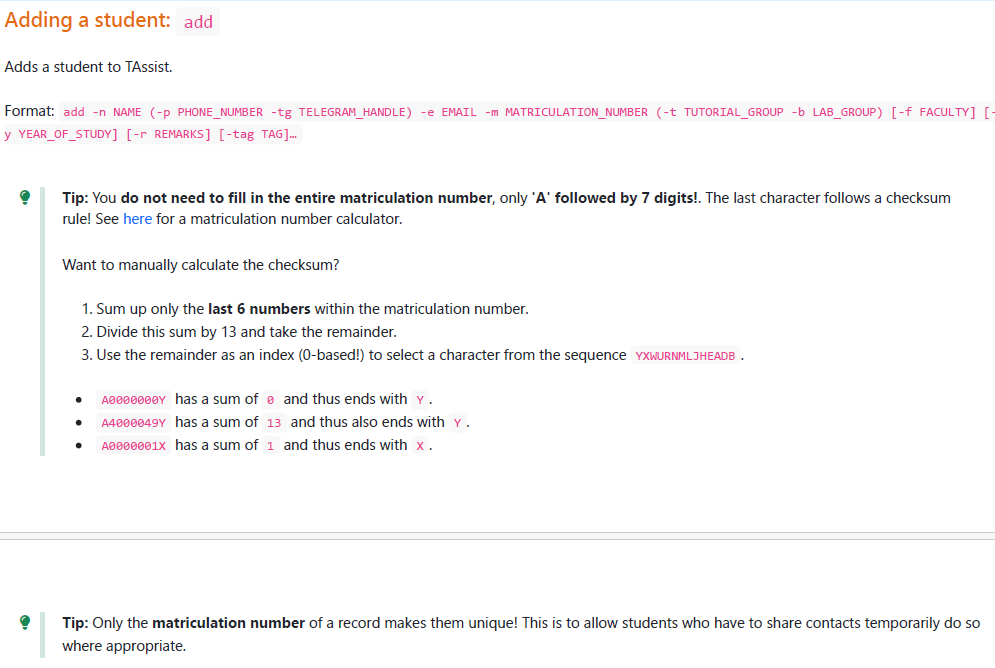 Adding a student: add
Adds a student to TAssist.
Format: add -n NAME (-p PHONE_NUMBER -tg TELEGRAM_HANDLE) -e EMAIL -m MATRICULATION_NUMBER (-t TUTORIAL_GROUP -b LAB_GROUP) [-f FACULTY] [-
y YEAR_OF_STUDY] [-r REMARKS] [-tag TAG]…
Tip: You do not need to fill in the entire matriculation number, only 'A' followed by 7 digits!. The last character follows a checksum
rule! See here for a matriculation number calculator.
Want to manually calculate the checksum?
1. Sum up only the last 6 numbers within the matriculation number.
2. Divide this sum by 13 and take the remainder.
3. Use the remainder as an index (0-based!) to select a character from the sequence YXWURNMLJHEADB .
• A0000000Y has a sum of 0 and thus ends with Y .
• A4000049Y has a sum of 13 and thus also ends with Y .
• A0000001X has a sum of 1 and thus ends with X .
Tip: Only the matriculation number of a record makes them unique! This is to allow students who have to share contacts temporarily do so
where appropriate.